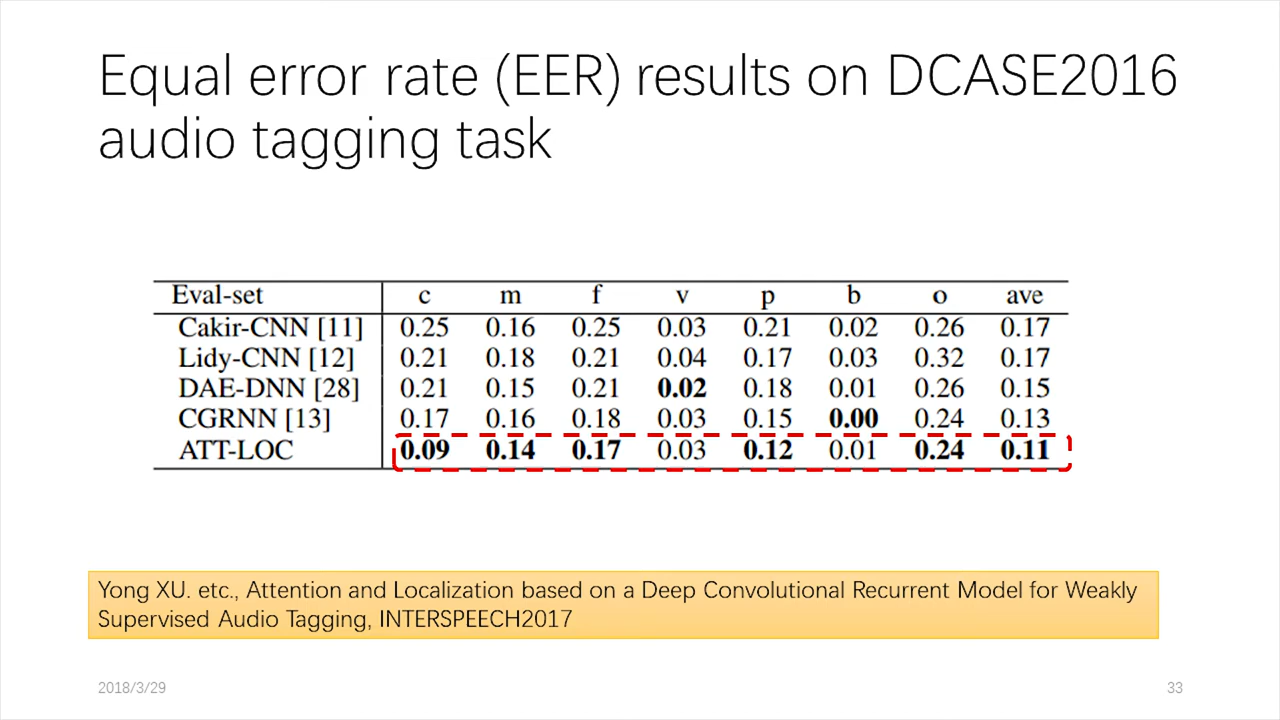 Equal error rate (EER) results on DCASE2016
audio tagging task
Eval-set c m f v p b o ave
Cakir-CNN [11] 0.25 0.16 0.25 0.03 0.21 0.02 0.26 0.17
Lidy-CNN [12] 0.21 0.18 0.21 0.04 0.17 0.03 0.32 0.17
DAE-DNN [28] 0.21 0.15 0.21 0.02 0.18 0.01 0.26 0.15
CGRNN [13] 0.17 0.16 0.18 0.03 0.15 0.00 0.24 0.13
ATT-LOC 0.09 0.14 0.17 0.03 0.12 0.01 0.24 0.11
Yong XU. etc., Attention and Localization based on a Deep Convolutional Recurrent Model for Weakly
Supervised Audio Tagging, INTERSPEECH2017
2018/3/29 33